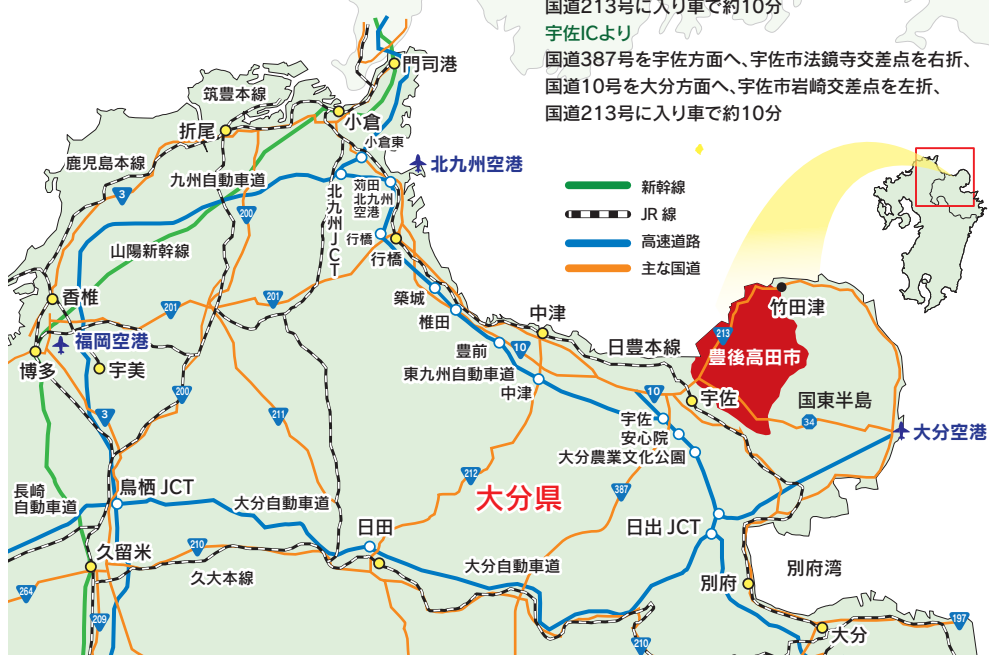 国道213号に入り車で約10分
宇佐ICより
国道387号を宇佐方面へ、宇佐市法鏡寺交差点を右折、
国道10号を大分方面へ、宇佐市岩崎交差点を左折、
国道213号に入り車で約10分
新幹線
JR線
高速道路
主な国道
門司港
筑豊本線
小倉
折尾
小倉東
北九州空港
鹿児島本線
九州自動車道
3
200
北九州JCT
苅田
北九州
空港
行橋
行橋
山陽新幹線
香椎
201
201
築城
椎田
中津
竹田津
福岡空港
213
豊前
10
日豊本線
豊後高田市
博多
宇美
東九州自動車道
中津
200
10
宇佐
国東半島
3
211
宇佐
34
大分空港
安心院
大分農業文化公園
212
387
長崎
自動車道
鳥栖JCT
大分自動車道
大分県
日田
日出JCT
久留米
210
久大本線
大分自動車道
別府湾
別府
264
209
210
大分
197